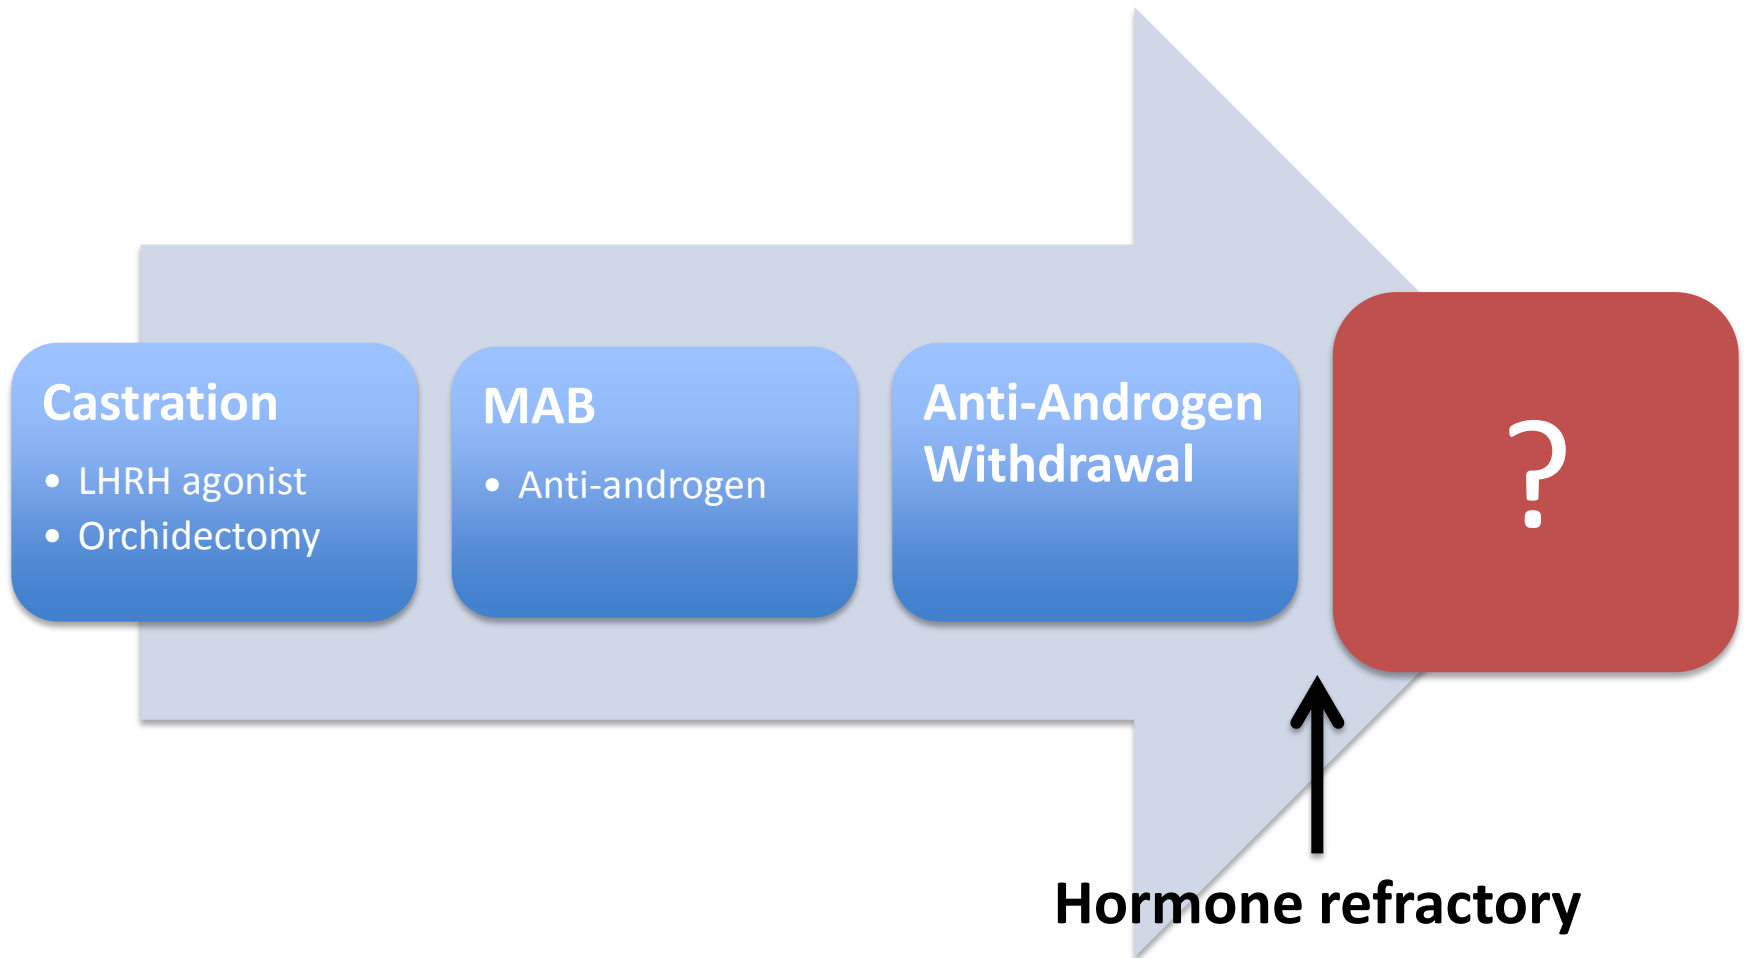 Castration
• LHRH agonist
• Orchidectomy
MAB
• Anti-androgen
Anti-Androgen
Withdrawal
?
Hormone refractory